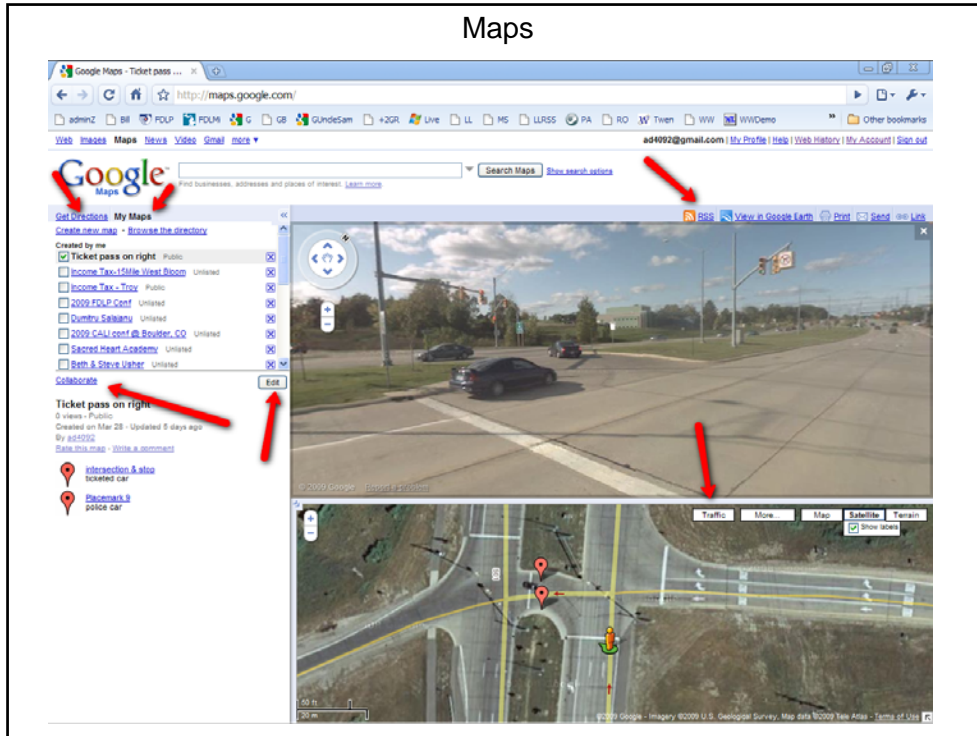 Maps
Google Maps - Ticket pass ...
http://maps.google.com/
adminZ Bill FDLP FDLMI G GB GUncleSam +2GR Live LL MS LLRSS PA RO Twen WW WWDemo » Other bookmarks
Web Images Maps News Video Gmail more ▼ ad4092@gmail.com | My Profile | Help | Web History | My Account | Sign out
Google Maps
Search Maps Show search options
Find businesses, addresses and places of interest. Learn more.
Get Directions My Maps « RSS View in Google Earth Print Send Link
Create new map - Browse the directory
Created by me
Ticket pass on right Public
Income Tax-15Mile West Bloom Unlisted
Income Tax - Troy Public
2009 FDLP Conf Unlisted
Dumitru Salajanu Unlisted
2009 CALI conf @ Boulder, CO Unlisted
Sacred Heart Academy Unlisted
Beth & Steve Usher Unlisted
Collaborate Edit
Ticket pass on right
0 views - Public
Created on Mar 28 - Updated 5 days ago
By ad4092
Rate this map - Write a comment
intersection & stop
ticketed car
Placemark 9
police car
N
© 2009 Google Report a problem
Traffic More... Map Satellite Terrain
Show labels
50 ft
20 m
©2009 Google - Imagery ©2009 U.S. Geological Survey, Map data ©2009 Tele Atlas - Terms of Use